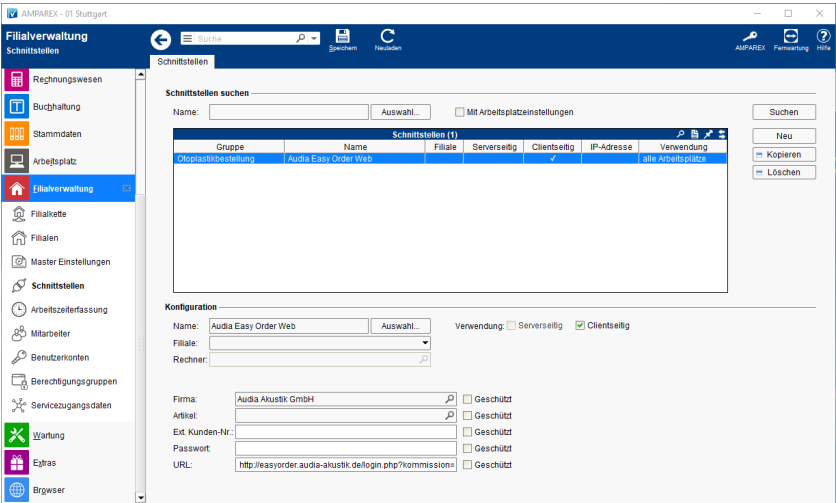 AMPAREX - 01 Stuttgart
Filialverwaltung
Schnittstellen
Suche
Speichern
Neuladen
AMPAREX
Fernwartung
Hilfe
Schnittstellen
Rechnungswesen
Buchhaltung
Stammdaten
Arbeitsplatz
Filialverwaltung
Filialkette
Filialen
Master Einstellungen
Schnittstellen
Arbeitszeiterfassung
Mitarbeiter
Benutzerkonten
Berechtigungsgruppen
Servicezugangsdaten
Wartung
Extras
Browser
Schnittstellen suchen
Name: Auswahl... Mit Arbeitsplatzeinstellungen Suchen
Schnittstellen (1) Neu
Gruppe Name Filiale Serverseitig Clientseitig IP-Adresse Verwendung
Otoplastikbestellung Audia Easy Order Web ✓ alle Arbeitsplätze
Kopieren
Löschen
Konfiguration
Name: Audia Easy Order Web Auswahl... Verwendung: Serverseitig Clientseitig
Filiale:
Rechner:
Firma: Audia Akustik GmbH Geschützt
Artikel: Geschützt
Ext. Kunden-Nr.: Geschützt
Passwort: Geschützt
URL: http://easyorder.audia-akustik.de/login.php?kommission= Geschützt